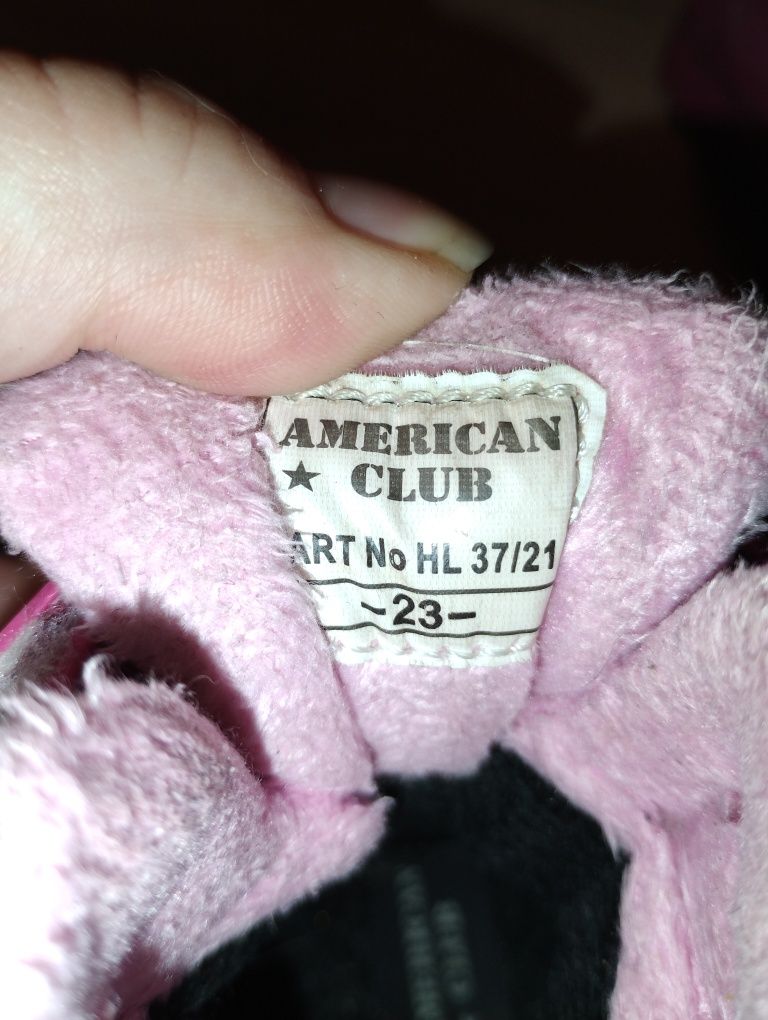 AMERICAN
★ CLUB
ART No HL 37/21
-23-